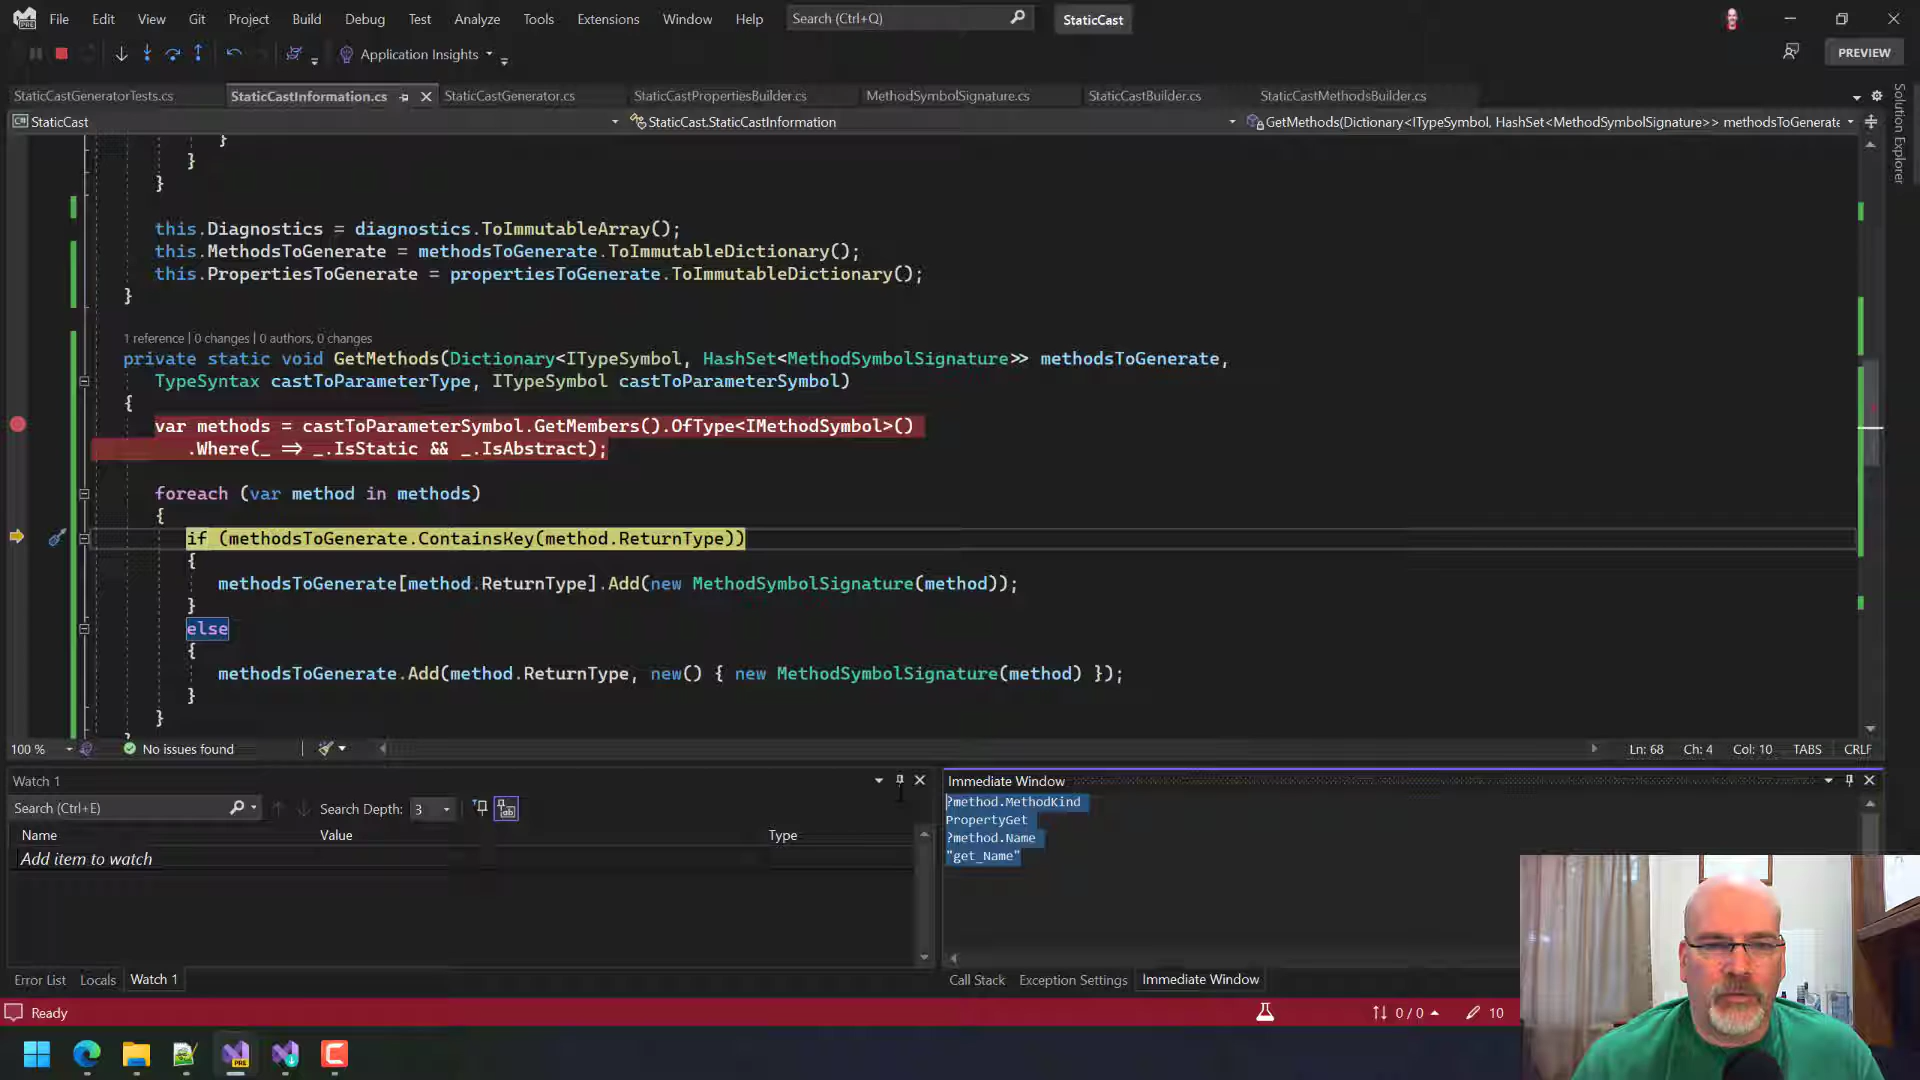 File Edit View Git Project Build Debug Test Analyze Tools Extensions Window Help Search (Ctrl+Q) StaticCast
Application Insights PREVIEW
StaticCastGeneratorTests.cs StaticCastInformation.cs StaticCastGenerator.cs StaticCastPropertiesBuilder.cs MethodSymbolSignature.cs StaticCastBuilder.cs StaticCastMethodsBuilder.cs
StaticCast StaticCast.StaticCastInformation GetMethods(Dictionary<ITypeSymbol, HashSet<MethodSymbolSignature>> methodsToGenerate
Solution Explorer
}
}
}
this.Diagnostics = diagnostics.ToImmutableArray();
this.MethodsToGenerate = methodsToGenerate.ToImmutableDictionary();
this.PropertiesToGenerate = propertiesToGenerate.ToImmutableDictionary();
}
1 reference | 0 changes | 0 authors, 0 changes
private static void GetMethods(Dictionary<ITypeSymbol, HashSet<MethodSymbolSignature>> methodsToGenerate,
TypeSyntax castToParameterType, ITypeSymbol castToParameterSymbol)
{
var methods = castToParameterSymbol.GetMembers().OfType<IMethodSymbol>()
.Where(_ => _.IsStatic && _.IsAbstract);
foreach (var method in methods)
{
if (methodsToGenerate.ContainsKey(method.ReturnType))
{
methodsToGenerate[method.ReturnType].Add(new MethodSymbolSignature(method));
}
else
{
methodsToGenerate.Add(method.ReturnType, new() { new MethodSymbolSignature(method) });
}
}
100 % No issues found Ln: 68 Ch: 4 Col: 10 TABS CRLF
Watch 1
Search (Ctrl+E) Search Depth: 3
Name Value Type
Add item to watch
Error List Locals Watch 1
Immediate Window
?method.MethodKind
PropertyGet
?method.Name
"get_Name"
Call Stack Exception Settings Immediate Window
Ready 0 / 0 10
PRE